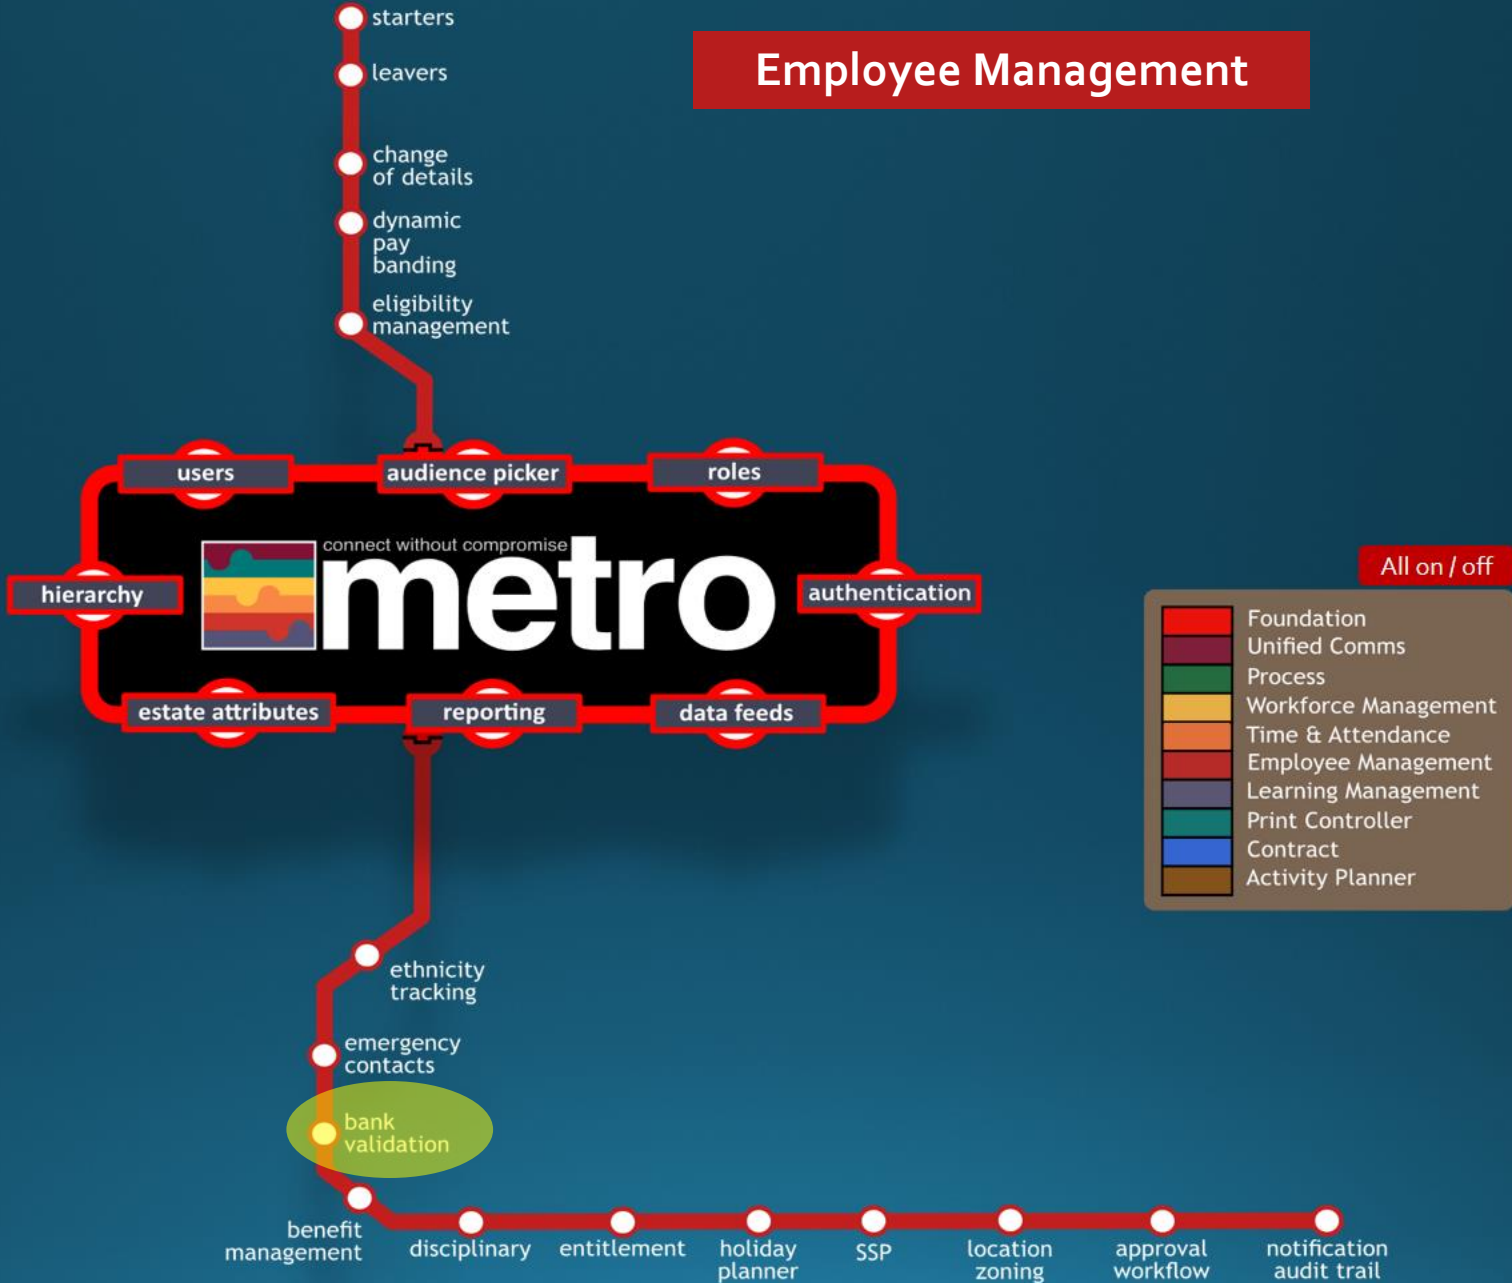 starters
Employee Management
leavers
change
of details
dynamic
pay
banding
eligibility
management
users
audience picker
roles
connect without compromise
metro
hierarchy
authentication
estate attributes
reporting
data feeds
All on / off
Foundation
Unified Comms
Process
Workforce Management
Time & Attendance
Employee Management
Learning Management
Print Controller
Contract
Activity Planner
ethnicity
tracking
emergency
contacts
bank
validation
benefit
management
disciplinary
entitlement
holiday
planner
SSP
location
zoning
approval
workflow
notification
audit trail